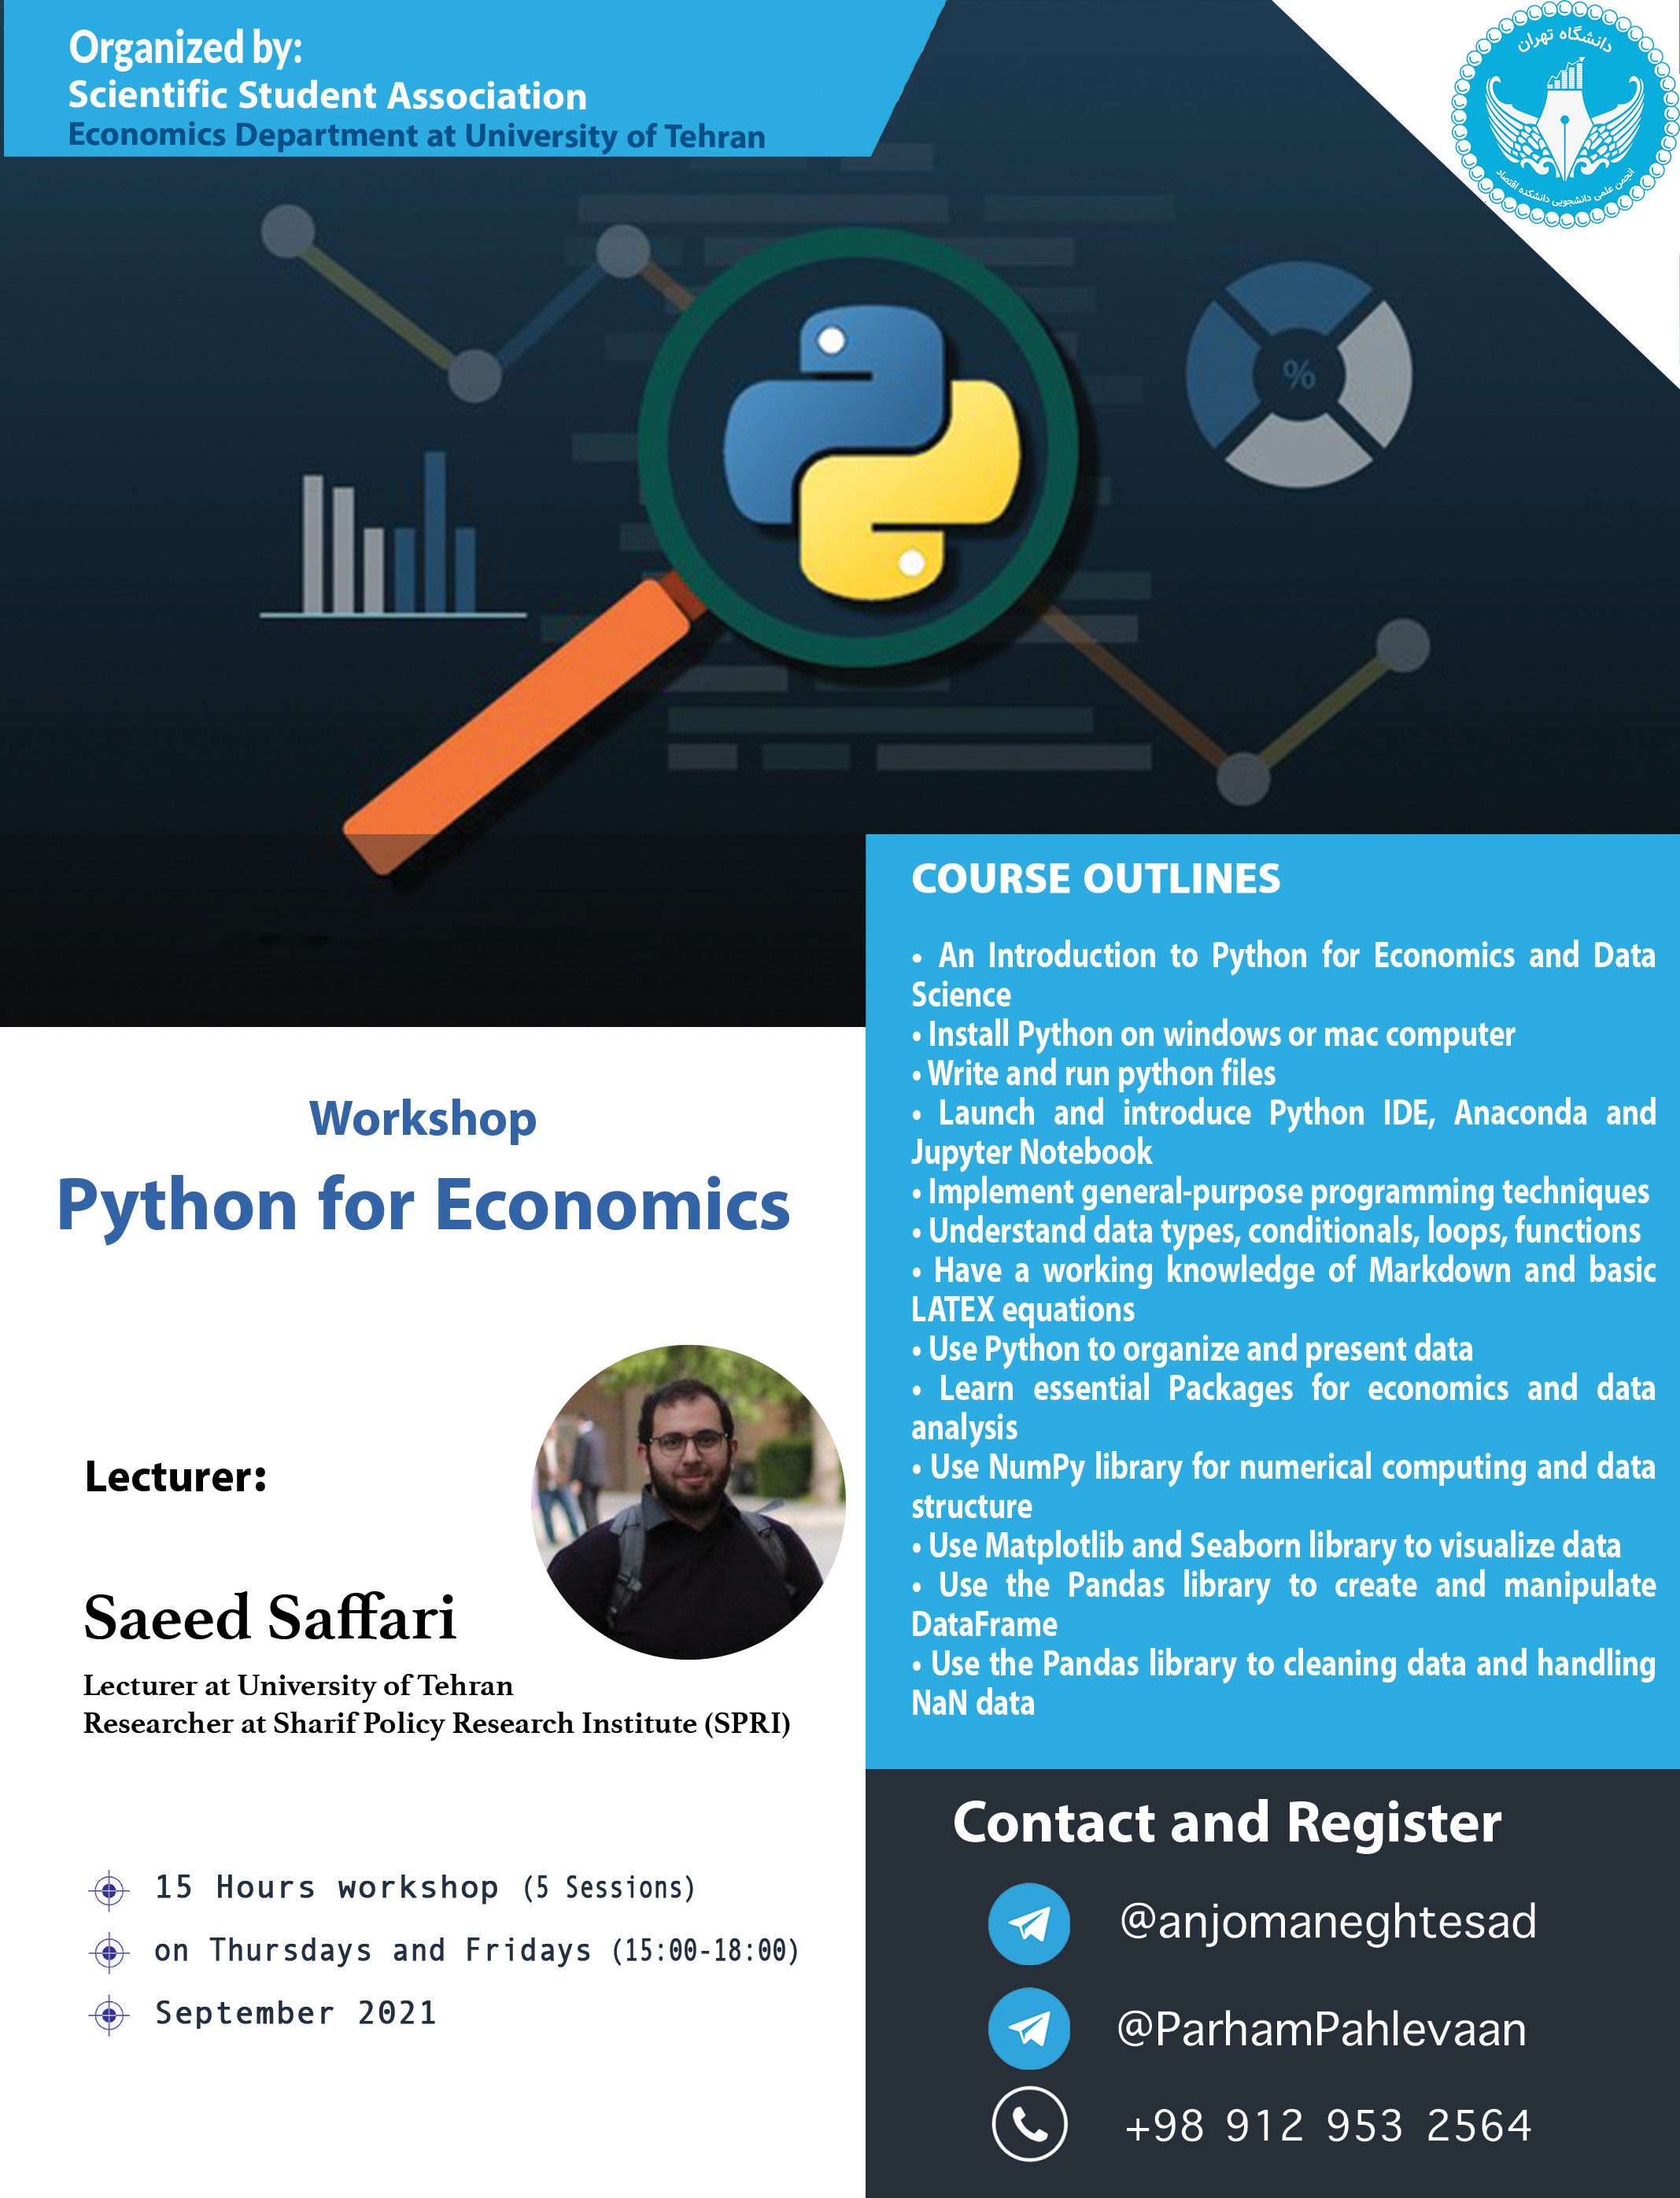 Organized by:
Scientific Student Association
Economics Department at University of Tehran
دانشگاه تهران
انجمن علمی دانشجویی دانشکده اقتصاد
%
COURSE OUTLINES
• An Introduction to Python for Economics and Data
Science
• Install Python on windows or mac computer
• Write and run python files
• Launch and introduce Python IDE, Anaconda and
Jupyter Notebook
• Implement general-purpose programming techniques
• Understand data types, conditionals, loops, functions
• Have a working knowledge of Markdown and basic
LATEX equations
• Use Python to organize and present data
• Learn essential Packages for economics and data
analysis
• Use NumPy library for numerical computing and data
structure
• Use Matplotlib and Seaborn library to visualize data
• Use the Pandas library to create and manipulate
DataFrame
• Use the Pandas library to cleaning data and handling
NaN data
Workshop
Python for Economics
Lecturer:
Saeed Saffari
Lecturer at University of Tehran
Researcher at Sharif Policy Research Institute (SPRI)
15 Hours workshop (5 Sessions)
on Thursdays and Fridays (15:00-18:00)
September 2021
Contact and Register
@anjomaneghtesad
@ParhamPahlevaan
+98 912 953 2564